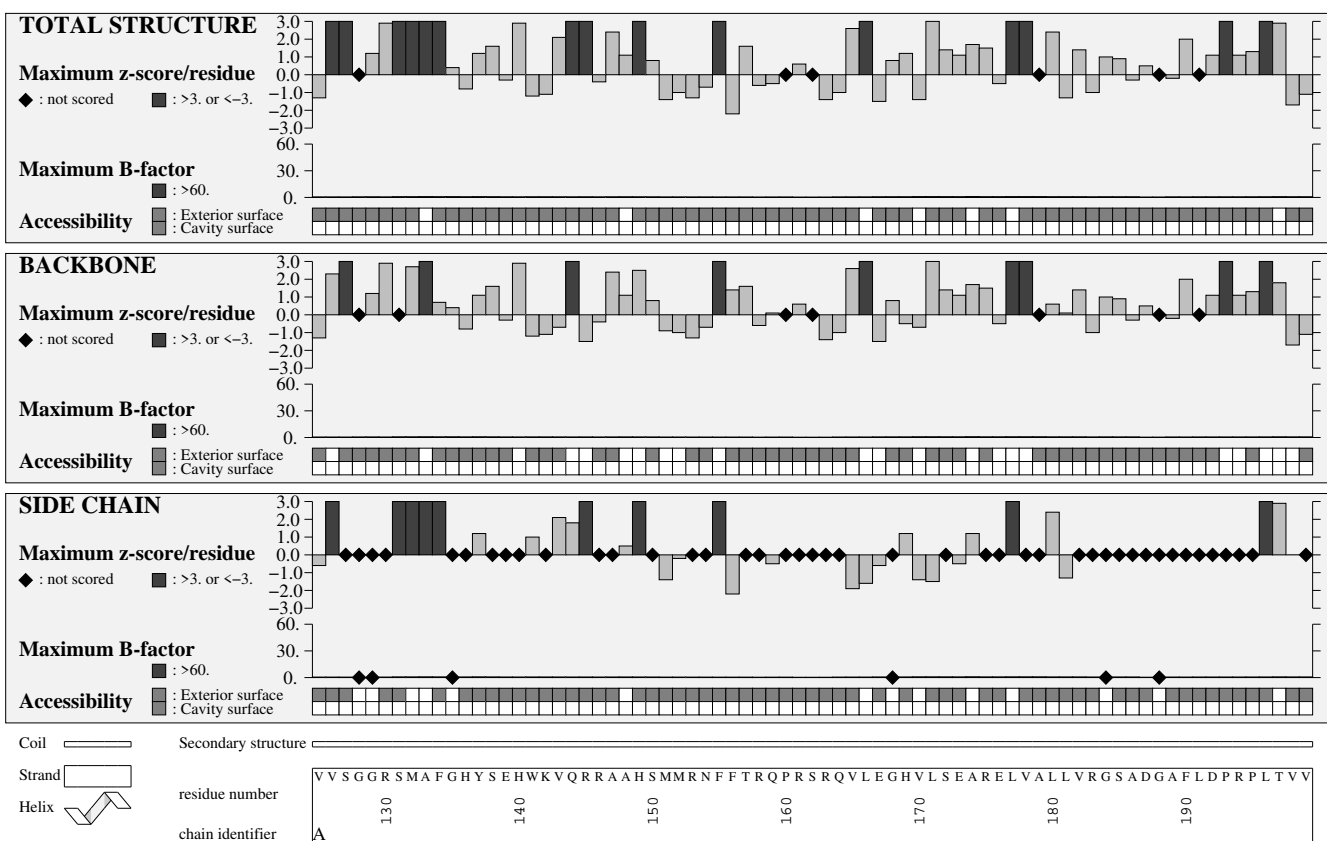 TOTAL STRUCTURE
Maximum z-score/residue
◆ : not scored ■ : >3. or <−3.
3.0
2.0
1.0
0.0
−1.0
−2.0
−3.0
Maximum B-factor
■ : >60.
60.
30.
0.
Accessibility
■ : Exterior surface
■ : Cavity surface
BACKBONE
Maximum z-score/residue
◆ : not scored ■ : >3. or <−3.
3.0
2.0
1.0
0.0
−1.0
−2.0
−3.0
Maximum B-factor
■ : >60.
60.
30.
0.
Accessibility
■ : Exterior surface
■ : Cavity surface
SIDE CHAIN
Maximum z-score/residue
◆ : not scored ■ : >3. or <−3.
3.0
2.0
1.0
0.0
−1.0
−2.0
−3.0
Maximum B-factor
■ : >60.
60.
30.
0.
Accessibility
■ : Exterior surface
■ : Cavity surface
Coil
Strand
Helix
Secondary structure
V V S G G R S M A F G H Y S E H W K V Q R R A A H S M M R N F F T R Q P R S R Q V L E G H V L S E A R E L V A L L V R G S A D G A F L D P R P L T V V
residue number
130 140 150 160 170 180 190
chain identifier
A